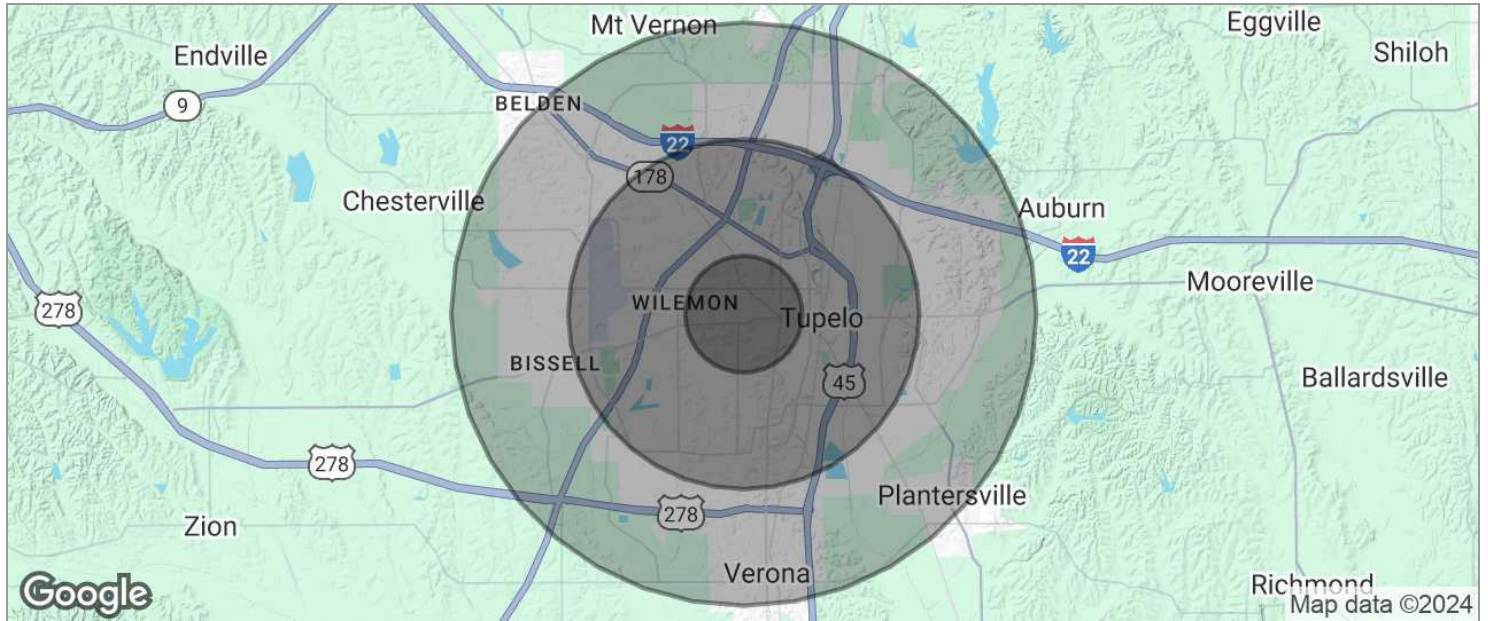 Mt Vernon
Eggville
Endville
Shiloh
9
BELDEN
22
178
Chesterville
Auburn
22
Mooreville
278
WILEMON
Tupelo
BISSELL
45
Ballardsville
278
Plantersville
278
Zion
Verona
Richmond
Google
Map data ©2024